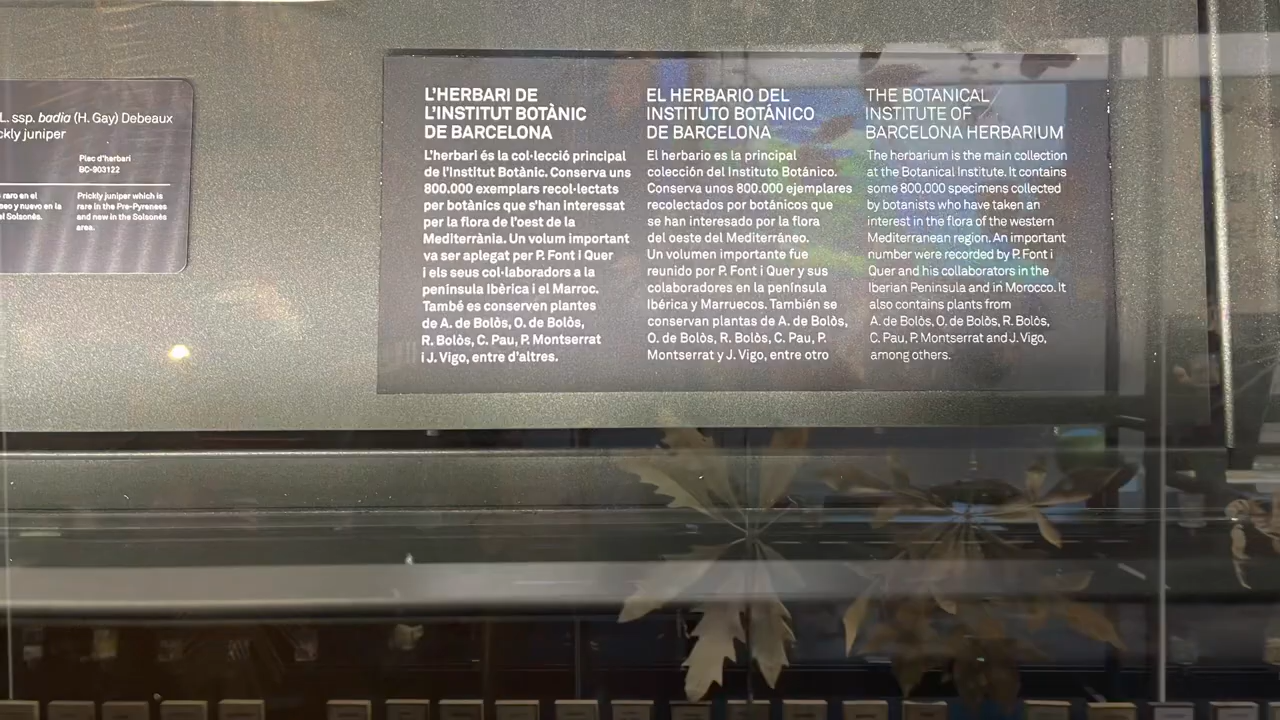 L. ssp. badia (H. Gay) Debeaux
ckly juniper
Plec d'herbari
BC-903122
raro en el
seo y nuevo en la
el Solsonés.
Prickly juniper which is
rare in the Pre-Pyrenees
and new in the Solsonès
area.
L'HERBARI DE
L'INSTITUT BOTÀNIC
DE BARCELONA
L'herbari és la col·lecció principal
de l'Institut Botànic. Conserva uns
800.000 exemplars recol·lectats
per botànics que s'han interessat
per la flora de l'oest de la
Mediterrània. Un volum important
va ser aplegat per P. Font i Quer
i els seus col·laboradors a la
península Ibèrica i el Marroc.
També es conserven plantes
de A. de Bolòs, O. de Bolòs,
R. Bolòs, C. Pau, P. Montserrat
i J. Vigo, entre d'altres.
EL HERBARIO DEL
INSTITUTO BOTÁNICO
DE BARCELONA
El herbario es la principal
colección del Instituto Botánico.
Conserva unos 800.000 ejemplares
recolectados por botánicos que
se han interesado por la flora
del oeste del Mediterráneo.
Un volumen importante fue
reunido por P. Font i Quer y sus
colaboradores en la península
Ibérica y Marruecos. También se
conservan plantas de A. de Bolòs,
O. de Bolòs, R. Bolòs, C. Pau, P.
Montserrat y J. Vigo, entre otro
THE BOTANICAL
INSTITUTE OF
BARCELONA HERBARIUM
The herbarium is the main collection
at the Botanical Institute. It contains
some 800,000 specimens collected
by botanists who have taken an
interest in the flora of the western
Mediterranean region. An important
number were recorded by P. Font i
Quer and his collaborators in the
Iberian Peninsula and in Morocco. It
also contains plants from
A. de Bolòs, O. de Bolòs, R. Bolòs,
C. Pau, P. Montserrat and J. Vigo,
among others.